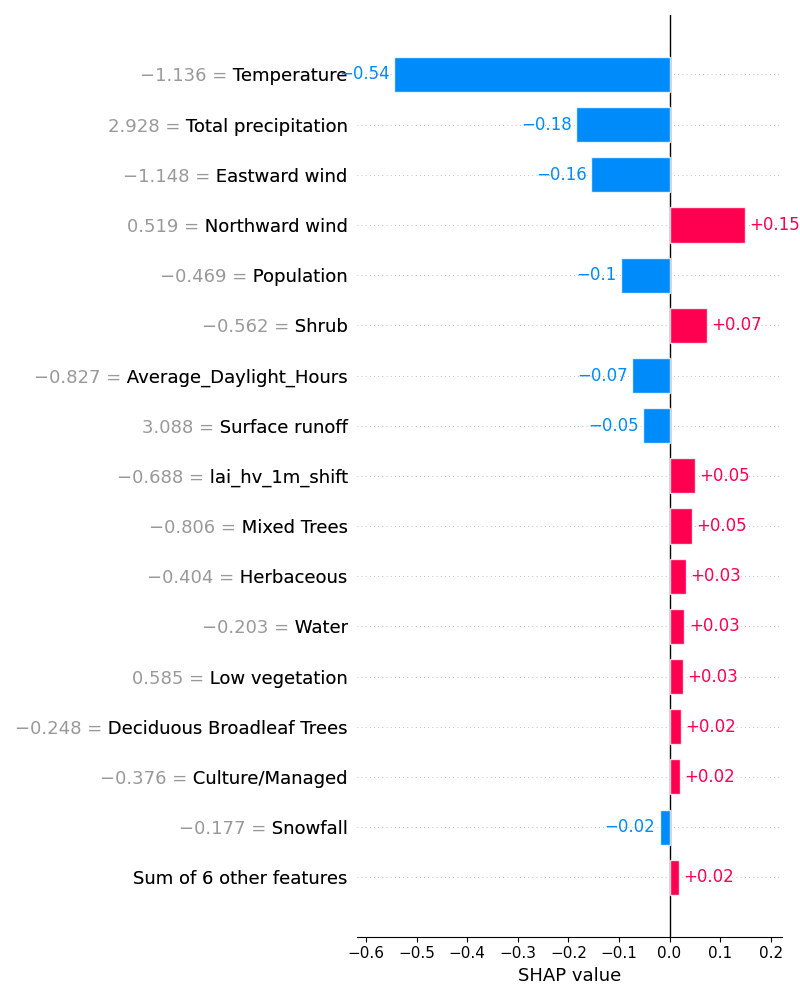 −1.136 = Temperature −0.54
2.928 = Total precipitation −0.18
−1.148 = Eastward wind −0.16
0.519 = Northward wind +0.15
−0.469 = Population −0.1
−0.562 = Shrub +0.07
−0.827 = Average_Daylight_Hours −0.07
3.088 = Surface runoff −0.05
−0.688 = lai_hv_1m_shift +0.05
−0.806 = Mixed Trees +0.05
−0.404 = Herbaceous +0.03
−0.203 = Water +0.03
0.585 = Low vegetation +0.03
−0.248 = Deciduous Broadleaf Trees +0.02
−0.376 = Culture/Managed +0.02
−0.177 = Snowfall −0.02
Sum of 6 other features +0.02
−0.6 −0.5 −0.4 −0.3 −0.2 −0.1 0.0 0.1 0.2
SHAP value